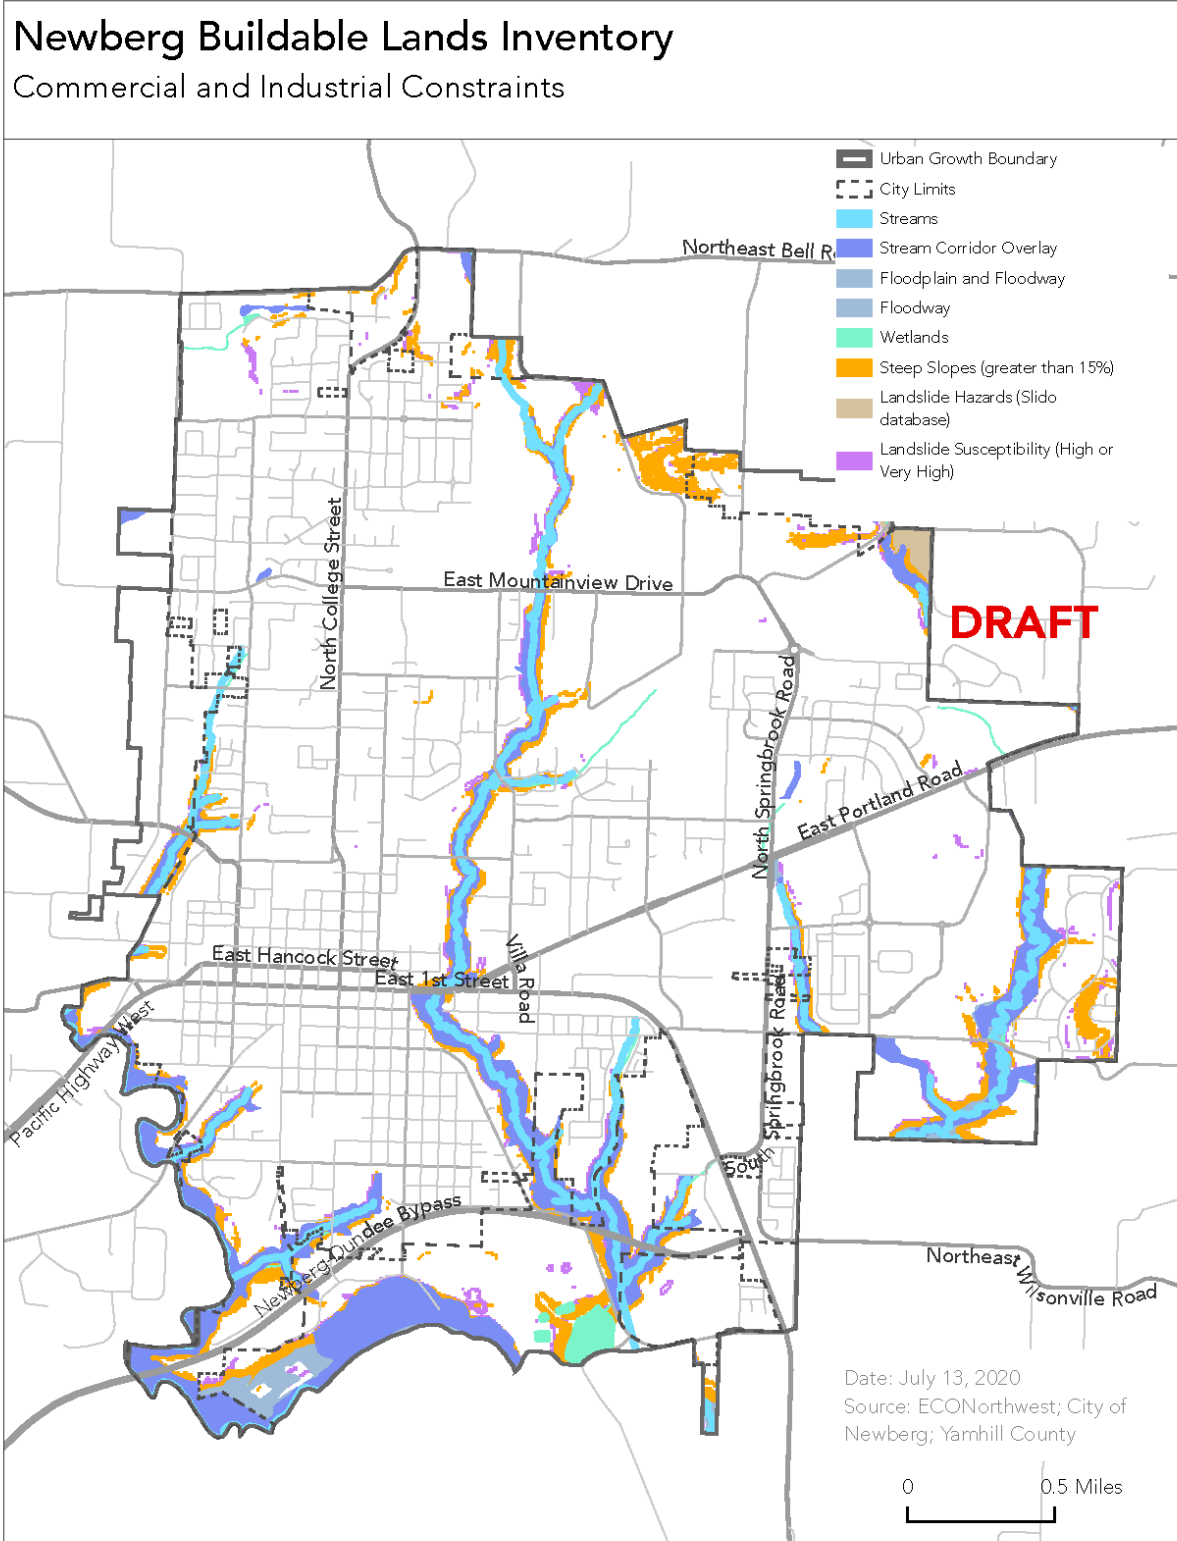 Newberg Buildable Lands Inventory
Commercial and Industrial Constraints
Urban Growth Boundary
City Limits
Streams
Stream Corridor Overlay
Floodplain and Floodway
Floodway
Wetlands
Steep Slopes (greater than 15%)
Landslide Hazards (Slido
database)
Landslide Susceptibility (High or
Very High)
Northeast Bell R
North College Street
East Mountainview Drive
DRAFT
North Springbrook Road
East Portland Road
East Hancock Street
East 1st Street
Villa Road
Pacific Highway West
Springbrook Road
South
Newberg-Dundee Bypass
Northeast
Wilsonville Road
Date: July 13, 2020
Source: ECONorthwest; City of
Newberg; Yamhill County
0 0.5 Miles